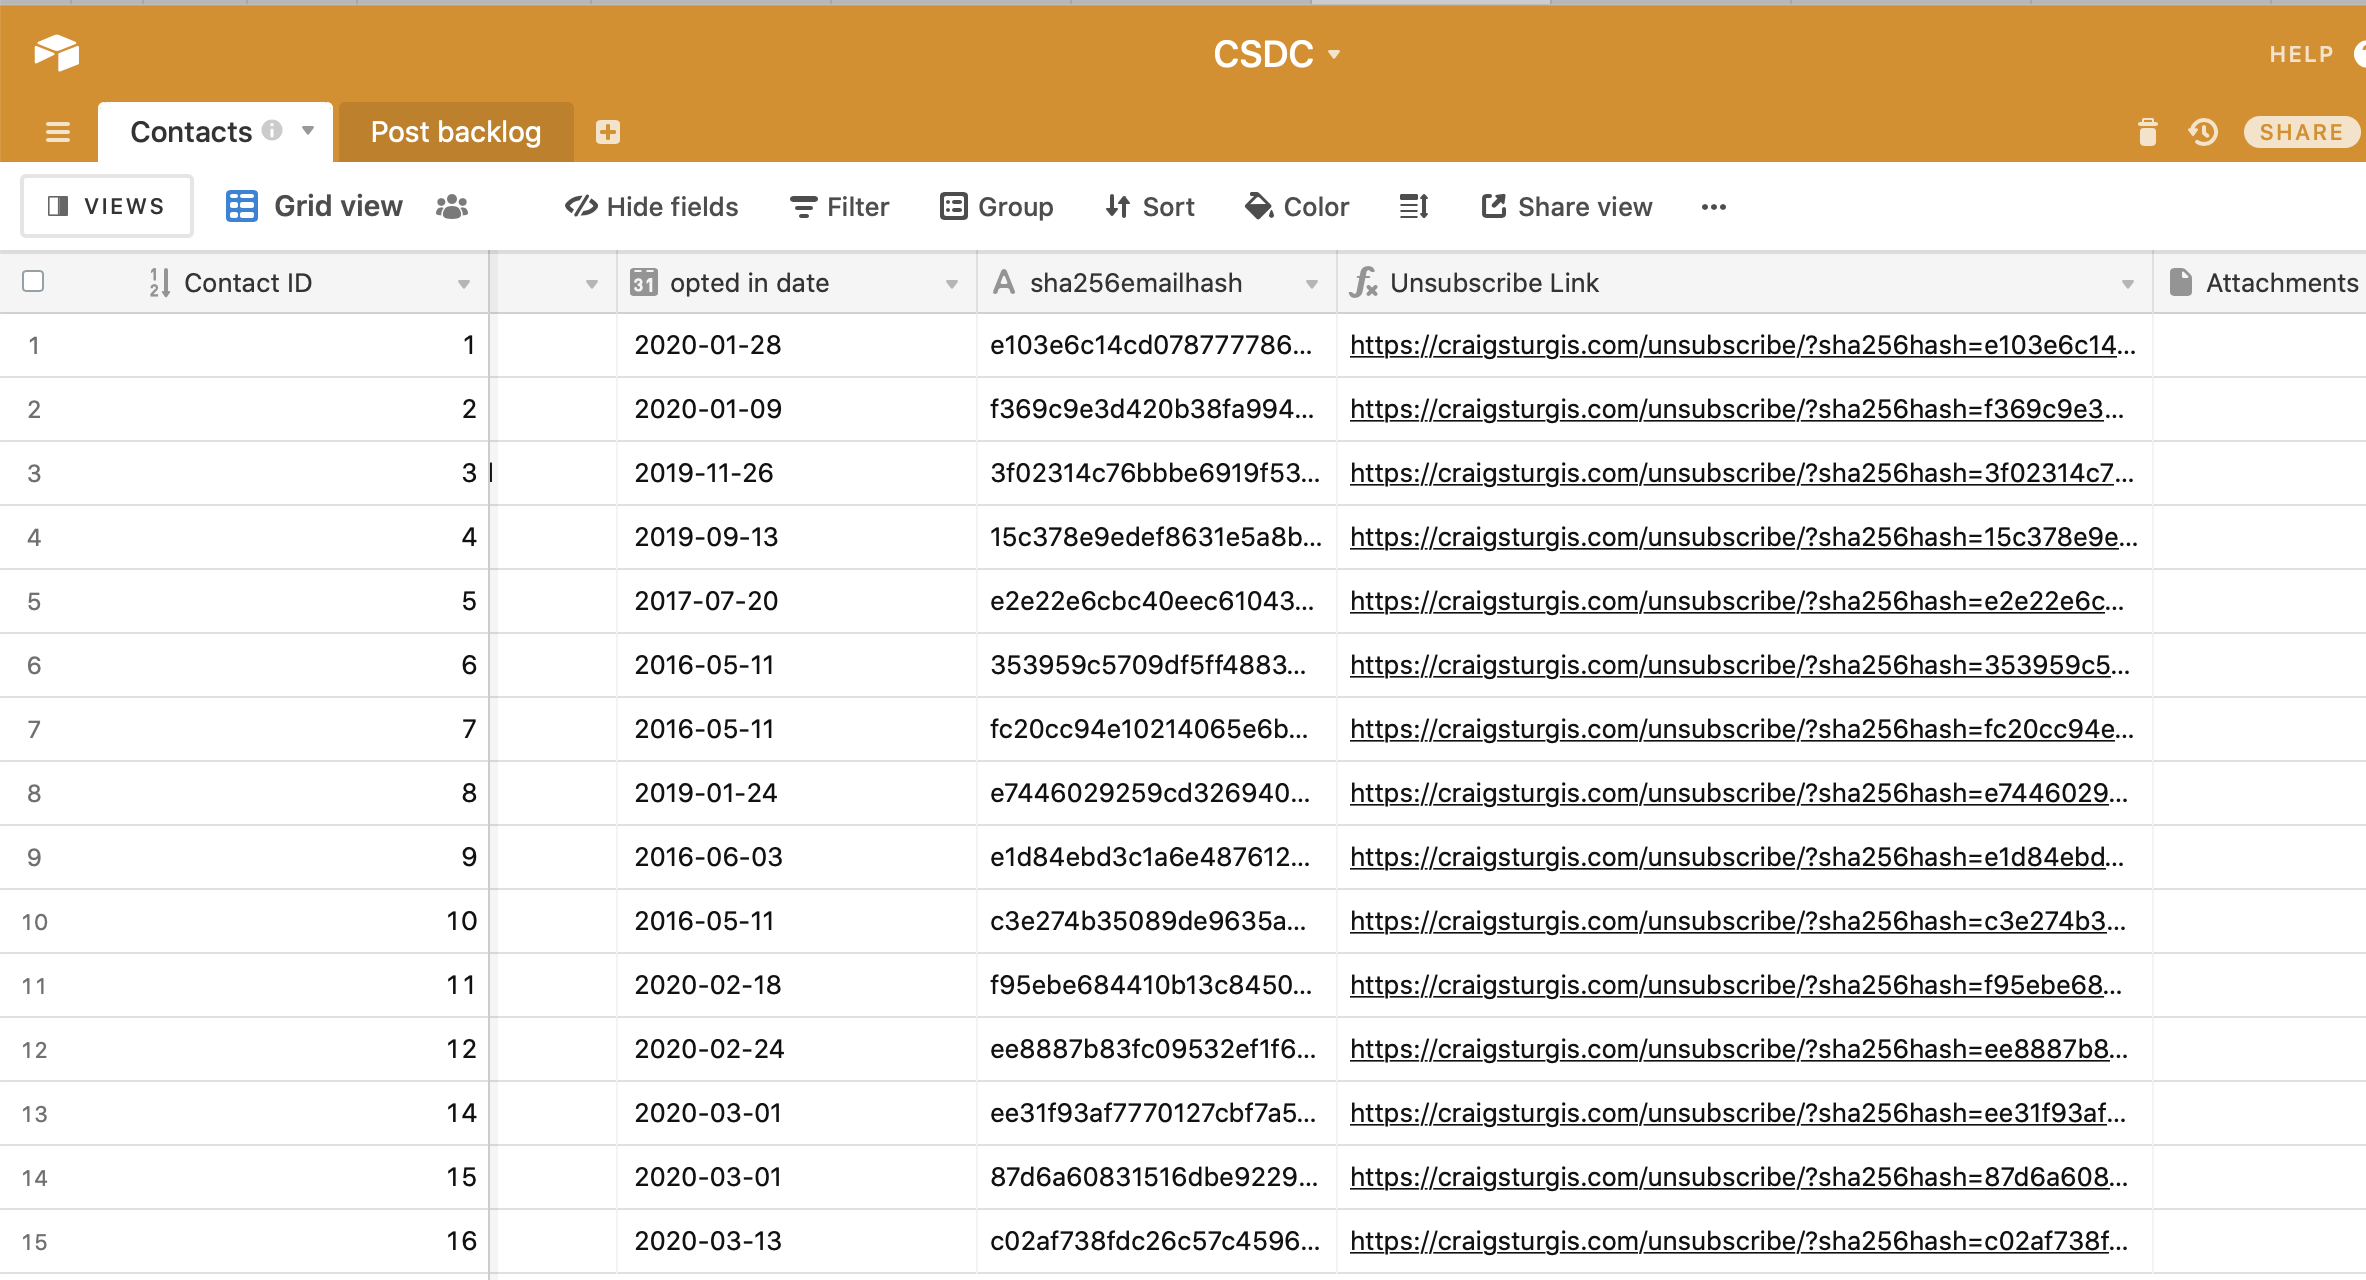 CSDC
HELP
Contacts
Post backlog
SHARE
VIEWS Grid view Hide fields Filter Group Sort Color Share view ...
Contact ID 31 opted in date A sha256emailhash fx Unsubscribe Link Attachments
1 1 2020-01-28 e103e6c14cd078777786... https://craigsturgis.com/unsubscribe/?sha256hash=e103e6c14...
2 2 2020-01-09 f369c9e3d420b38fa994... https://craigsturgis.com/unsubscribe/?sha256hash=f369c9e3...
3 3 2019-11-26 3f02314c76bbbe6919f53... https://craigsturgis.com/unsubscribe/?sha256hash=3f02314c7...
4 4 2019-09-13 15c378e9edef8631e5a8b... https://craigsturgis.com/unsubscribe/?sha256hash=15c378e9e...
5 5 2017-07-20 e2e22e6cbc40eec61043... https://craigsturgis.com/unsubscribe/?sha256hash=e2e22e6c...
6 6 2016-05-11 353959c5709df5ff4883... https://craigsturgis.com/unsubscribe/?sha256hash=353959c5...
7 7 2016-05-11 fc20cc94e10214065e6b... https://craigsturgis.com/unsubscribe/?sha256hash=fc20cc94e...
8 8 2019-01-24 e7446029259cd326940... https://craigsturgis.com/unsubscribe/?sha256hash=e7446029...
9 9 2016-06-03 e1d84ebd3c1a6e487612... https://craigsturgis.com/unsubscribe/?sha256hash=e1d84ebd...
10 10 2016-05-11 c3e274b35089de9635a... https://craigsturgis.com/unsubscribe/?sha256hash=c3e274b3...
11 11 2020-02-18 f95ebe684410b13c8450... https://craigsturgis.com/unsubscribe/?sha256hash=f95ebe68...
12 12 2020-02-24 ee8887b83fc09532ef1f6... https://craigsturgis.com/unsubscribe/?sha256hash=ee8887b8...
13 14 2020-03-01 ee31f93af7770127cbf7a5... https://craigsturgis.com/unsubscribe/?sha256hash=ee31f93af...
14 15 2020-03-01 87d6a60831516dbe9229... https://craigsturgis.com/unsubscribe/?sha256hash=87d6a608...
15 16 2020-03-13 c02af738fdc26c57c4596... https://craigsturgis.com/unsubscribe/?sha256hash=c02af738f...